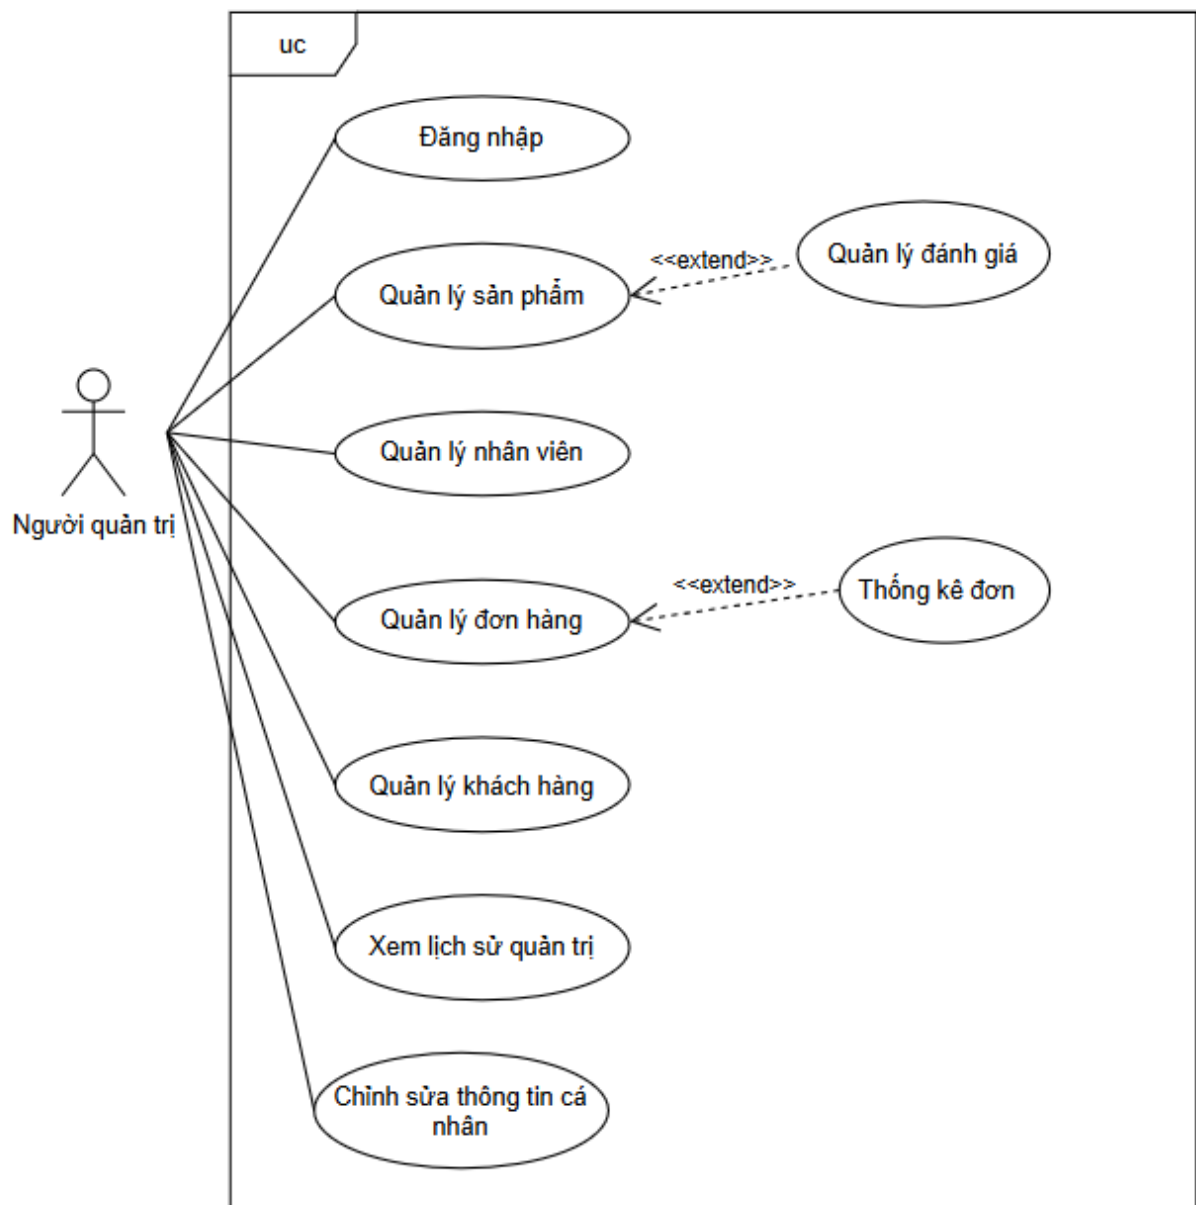 uc
Đăng nhập
Quản lý đánh giá
<<extend>>
Quản lý sản phẩm
Quản lý nhân viên
Người quản trị
<<extend>>
Thống kê đơn
Quản lý đơn hàng
Quản lý khách hàng
Xem lịch sử quản trị
Chỉnh sửa thông tin cá
nhân